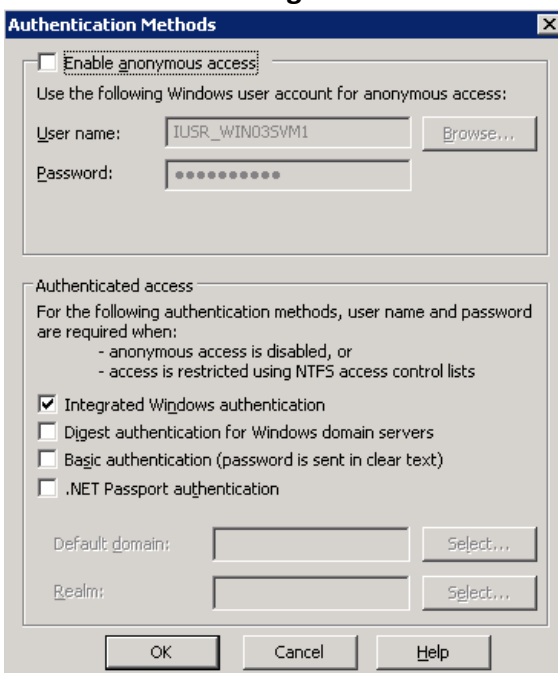 Authentication Methods
Enable anonymous access
Use the following Windows user account for anonymous access:
User name: IUSR_WIN03SVM1 Browse...
Password: ●●●●●●●●●●
Authenticated access
For the following authentication methods, user name and password
are required when:
- anonymous access is disabled, or
- access is restricted using NTFS access control lists
Integrated Windows authentication
Digest authentication for Windows domain servers
Basic authentication (password is sent in clear text)
.NET Passport authentication
Default domain: Select...
Realm: Select...
OK Cancel Help